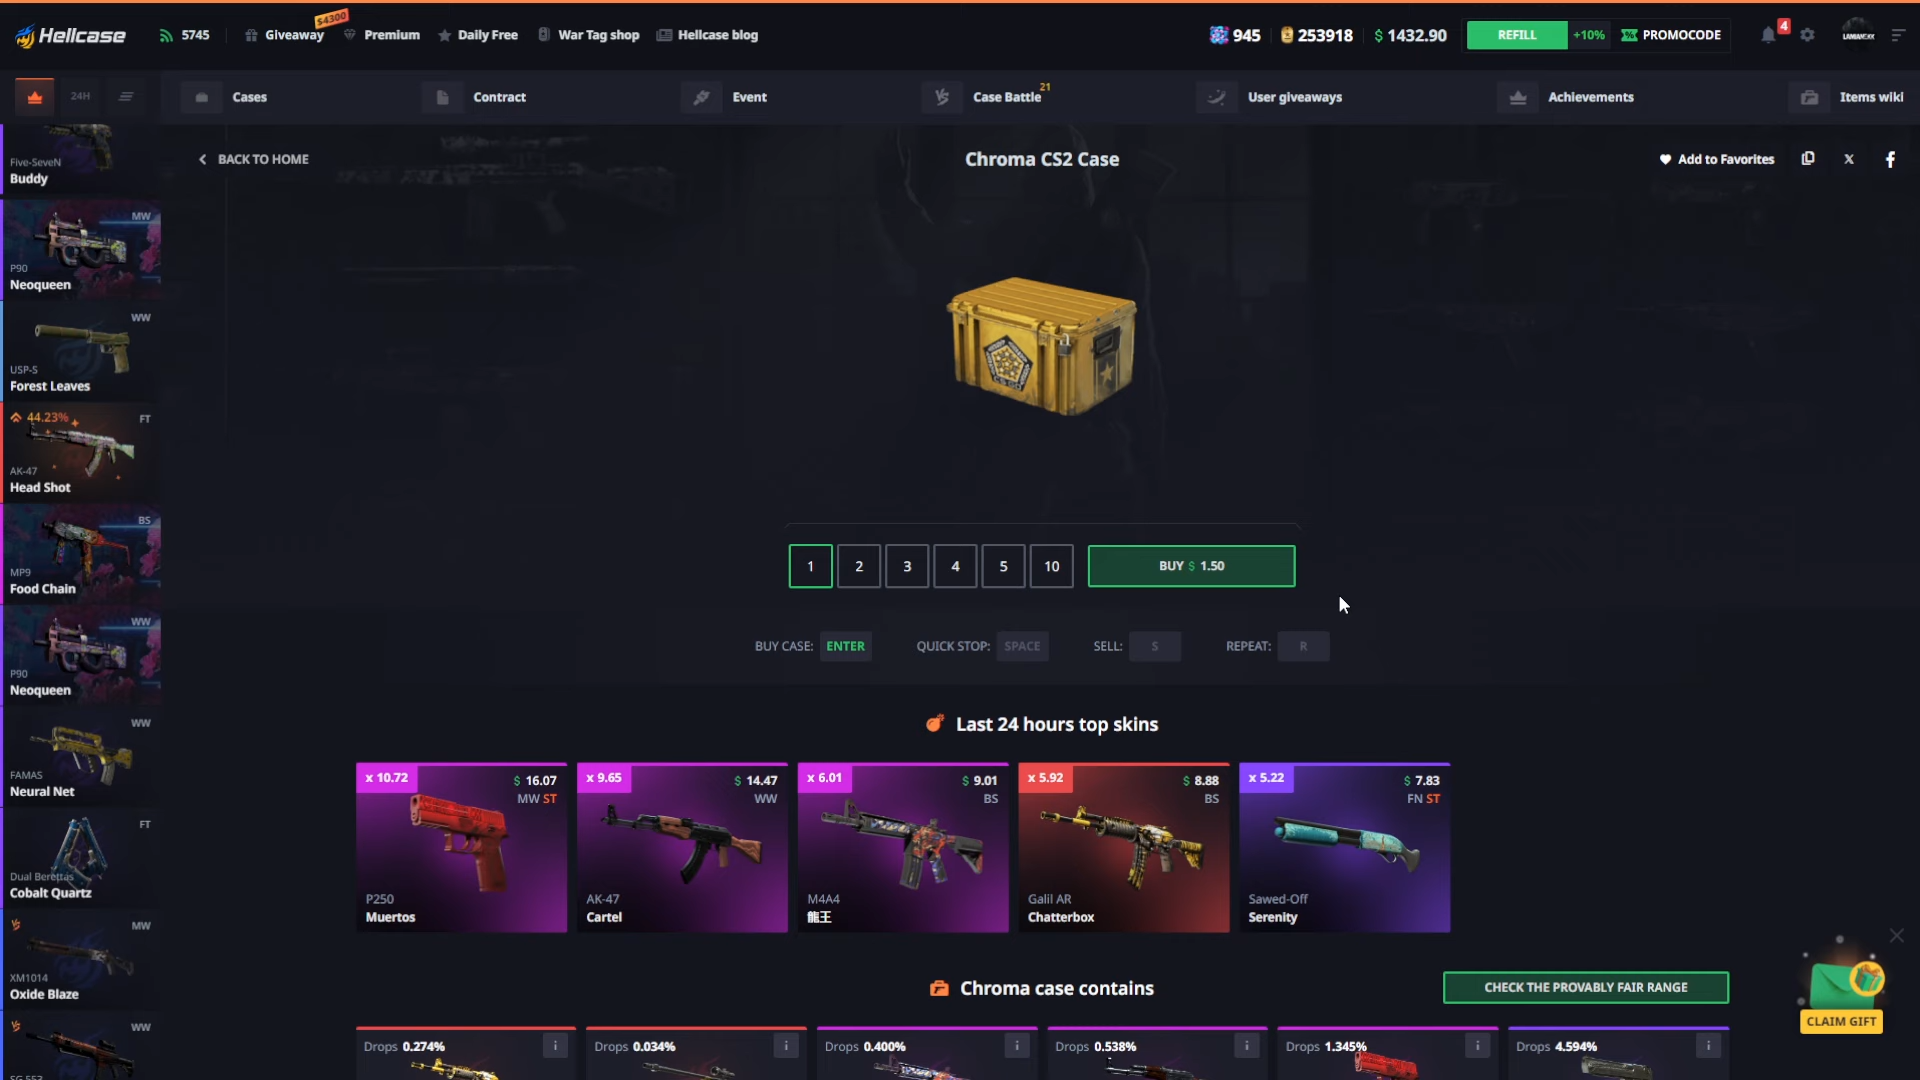 Hellcase
5745
Giveaway
$4300
Premium
Daily Free
War Tag shop
Hellcase blog
945
253918
$ 1432.90
REFILL
+10%
PROMOCODE
4
24H
Cases
Contract
Event
Case Battle 21
User giveaways
Achievements
Items wiki
BACK TO HOME
Chroma CS2 Case
Add to Favorites
Five-SeveN
Buddy
MW
P90
Neoqueen
WW
USP-S
Forest Leaves
44.23%
FT
AK-47
Head Shot
BS
MP9
Food Chain
WW
P90
Neoqueen
WW
FAMAS
Neural Net
FT
Dual Berettas
Cobalt Quartz
MW
XM1014
Oxide Blaze
WW
SG 553
1 2 3 4 5 10
BUY $ 1.50
BUY CASE: ENTER
QUICK STOP: SPACE
SELL: S
REPEAT: R
Last 24 hours top skins
x 10.72
$ 16.07
MW ST
P250
Muertos
x 9.65
$ 14.47
WW
AK-47
Cartel
x 6.01
$ 9.01
BS
M4A4
龍王
x 5.92
$ 8.88
BS
Galil AR
Chatterbox
x 5.22
$ 7.83
FN ST
Sawed-Off
Serenity
Chroma case contains
CHECK THE PROVABLY FAIR RANGE
CLAIM GIFT
Drops 0.274%
Drops 0.034%
Drops 0.400%
Drops 0.538%
Drops 1.345%
Drops 4.594%